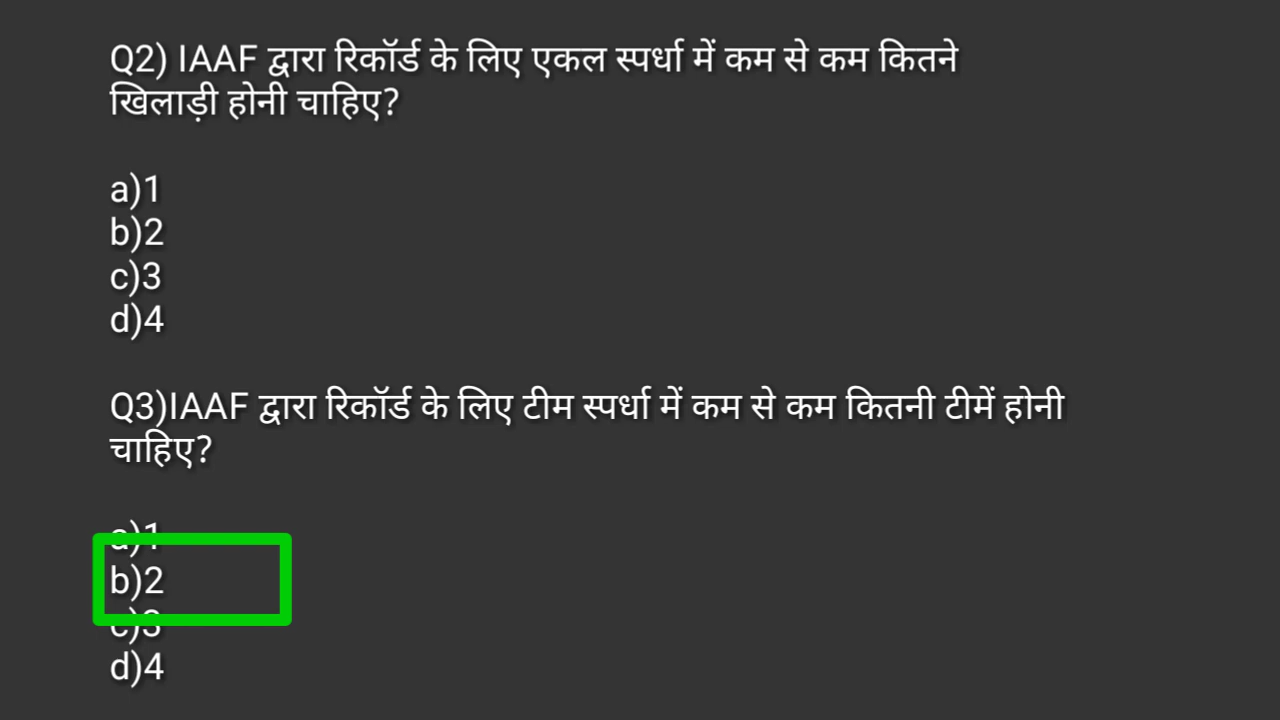 Q2) IAAF द्वारा रिकॉर्ड के लिए एकल स्पर्धा में कम से कम कितने
खिलाड़ी होनी चाहिए?
a)1
b)2
c)3
d)4
Q3)IAAF द्वारा रिकॉर्ड के लिए टीम स्पर्धा में कम से कम कितनी टीमें होनी
चाहिए?
a)1
b)2
c)3
d)4